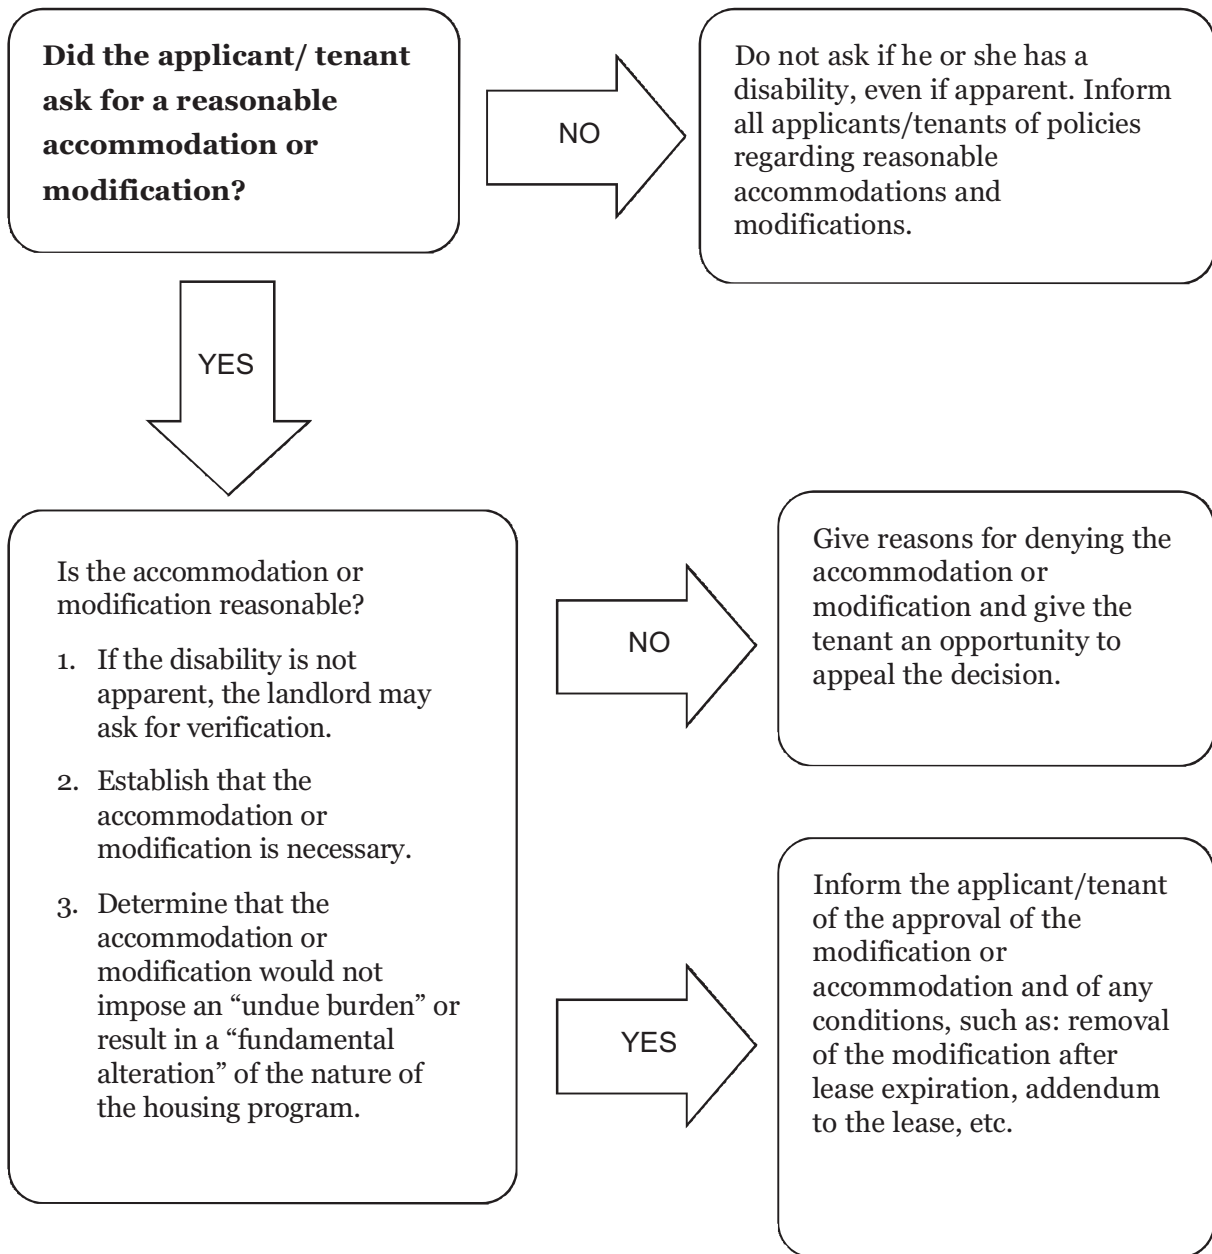 Did the applicant/ tenant
ask for a reasonable
accommodation or
modification?
NO
Do not ask if he or she has a
disability, even if apparent. Inform
all applicants/tenants of policies
regarding reasonable
accommodations and
modifications.
YES
Is the accommodation or
modification reasonable?
1. If the disability is not
apparent, the landlord may
ask for verification.
2. Establish that the
accommodation or
modification is necessary.
3. Determine that the
accommodation or
modification would not
impose an “undue burden” or
result in a “fundamental
alteration” of the nature of
the housing program.
NO
Give reasons for denying the
accommodation or
modification and give the
tenant an opportunity to
appeal the decision.
YES
Inform the applicant/tenant
of the approval of the
modification or
accommodation and of any
conditions, such as: removal
of the modification after
lease expiration, addendum
to the lease, etc.